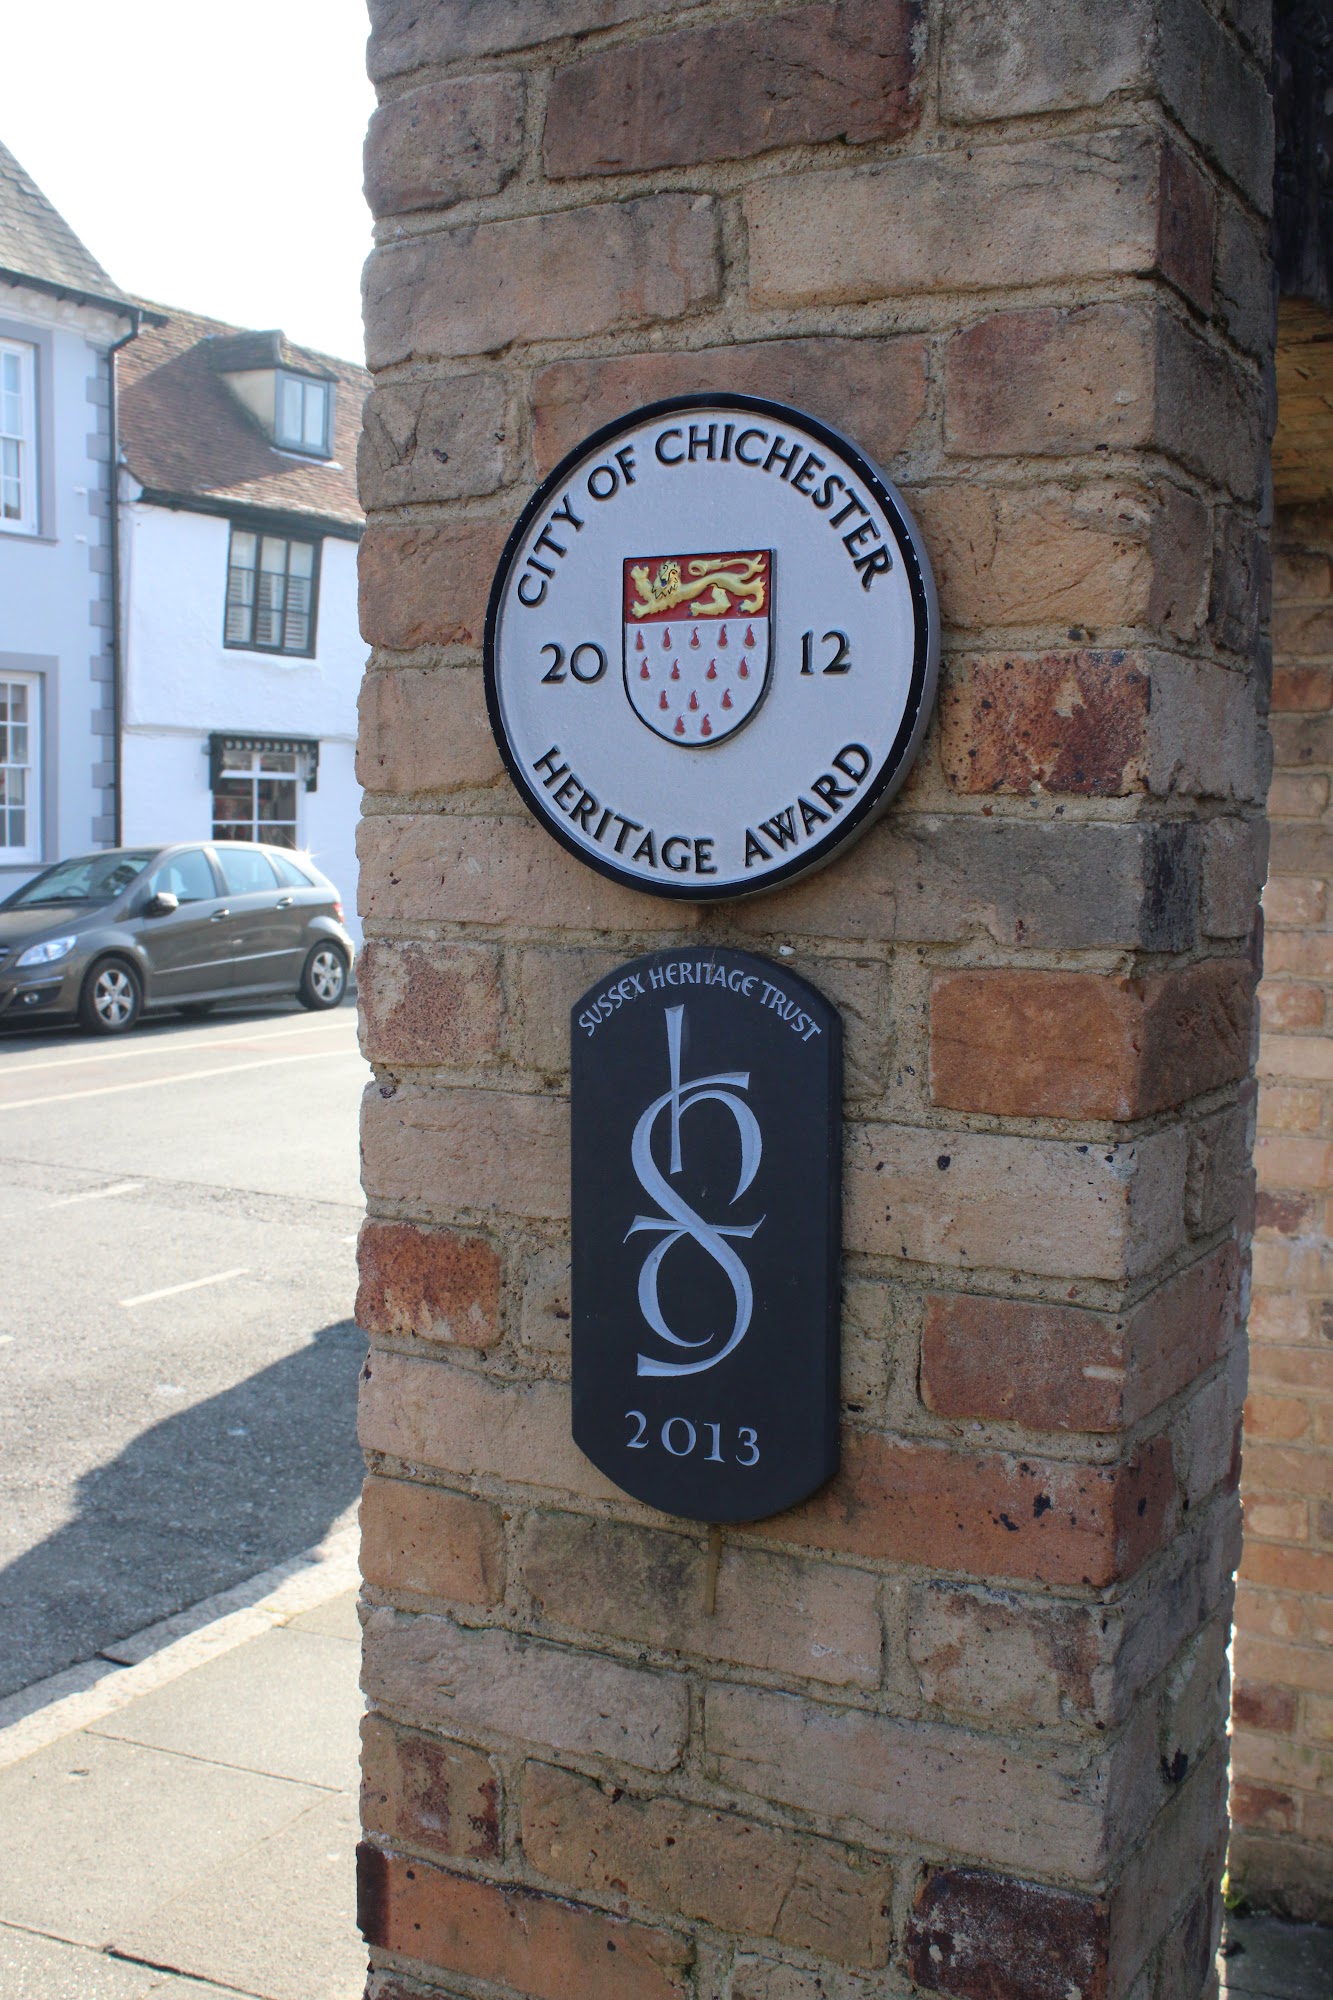 CITY OF CHICHESTER
20 12
HERITAGE AWARD
SUSSEX HERITAGE TRUST
2013